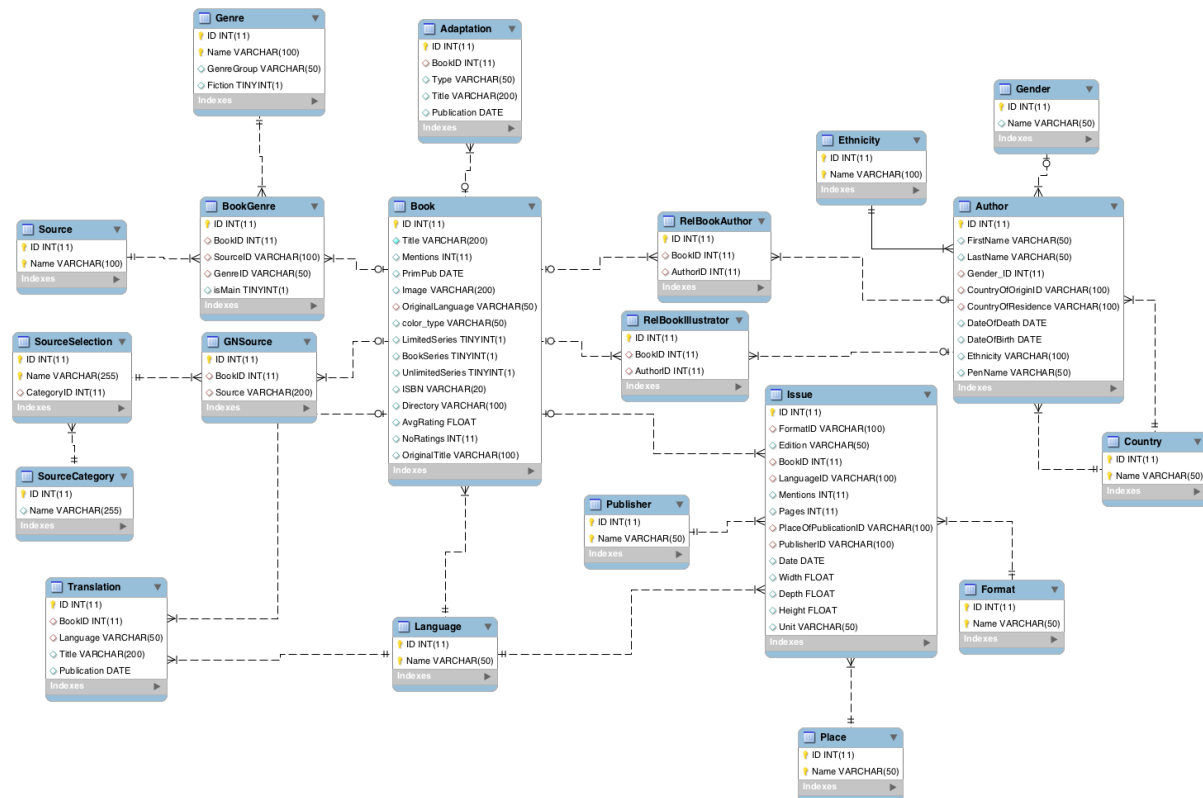 Genre
ID INT(11)
Name VARCHAR(100)
GenreGroup VARCHAR(50)
Fiction TINYINT(1)
Indexes
Adaptation
ID INT(11)
BookID INT(11)
Type VARCHAR(50)
Title VARCHAR(200)
Publication DATE
Indexes
Gender
ID INT(11)
Name VARCHAR(50)
Indexes
Ethnicity
ID INT(11)
Name VARCHAR(100)
Indexes
Source
ID INT(11)
Name VARCHAR(100)
Indexes
BookGenre
ID INT(11)
BookID INT(11)
SourceID VARCHAR(100)
GenreID VARCHAR(50)
isMain TINYINT(1)
Indexes
Book
ID INT(11)
Title VARCHAR(200)
Mentions INT(11)
PrimPub DATE
Image VARCHAR(200)
OriginalLanguage VARCHAR(50)
color_type VARCHAR(50)
LimitedSeries TINYINT(1)
BookSeries TINYINT(1)
UnlimitedSeries TINYINT(1)
ISBN VARCHAR(20)
Directory VARCHAR(100)
AvgRating FLOAT
NoRatings INT(11)
OriginalTitle VARCHAR(100)
Indexes
RelBookAuthor
ID INT(11)
BookID INT(11)
AuthorID INT(11)
Indexes
Author
ID INT(11)
FirstName VARCHAR(50)
LastName VARCHAR(50)
Gender_ID INT(11)
CountryOfOriginID VARCHAR(100)
CountryOfResidence VARCHAR(100)
DateOfDeath DATE
DateOfBirth DATE
Ethnicity VARCHAR(100)
PenName VARCHAR(50)
Indexes
SourceSelection
ID INT(11)
Name VARCHAR(255)
CategoryID INT(11)
Indexes
GNSource
ID INT(11)
BookID INT(11)
Source VARCHAR(200)
Indexes
RelBookIllustrator
ID INT(11)
BookID INT(11)
AuthorID INT(11)
Indexes
Issue
ID INT(11)
FormatID VARCHAR(100)
Edition VARCHAR(50)
BookID INT(11)
LanguageID VARCHAR(100)
Mentions INT(11)
Pages INT(11)
PlaceOfPublicationID VARCHAR(100)
PublisherID VARCHAR(100)
Date DATE
Width FLOAT
Depth FLOAT
Height FLOAT
Unit VARCHAR(50)
Indexes
Country
ID INT(11)
Name VARCHAR(50)
Indexes
SourceCategory
ID INT(11)
Name VARCHAR(255)
Indexes
Publisher
ID INT(11)
Name VARCHAR(50)
Indexes
Translation
ID INT(11)
BookID INT(11)
Language VARCHAR(50)
Title VARCHAR(200)
Publication DATE
Indexes
Language
ID INT(11)
Name VARCHAR(50)
Indexes
Format
ID INT(11)
Name VARCHAR(50)
Indexes
Place
ID INT(11)
Name VARCHAR(50)
Indexes